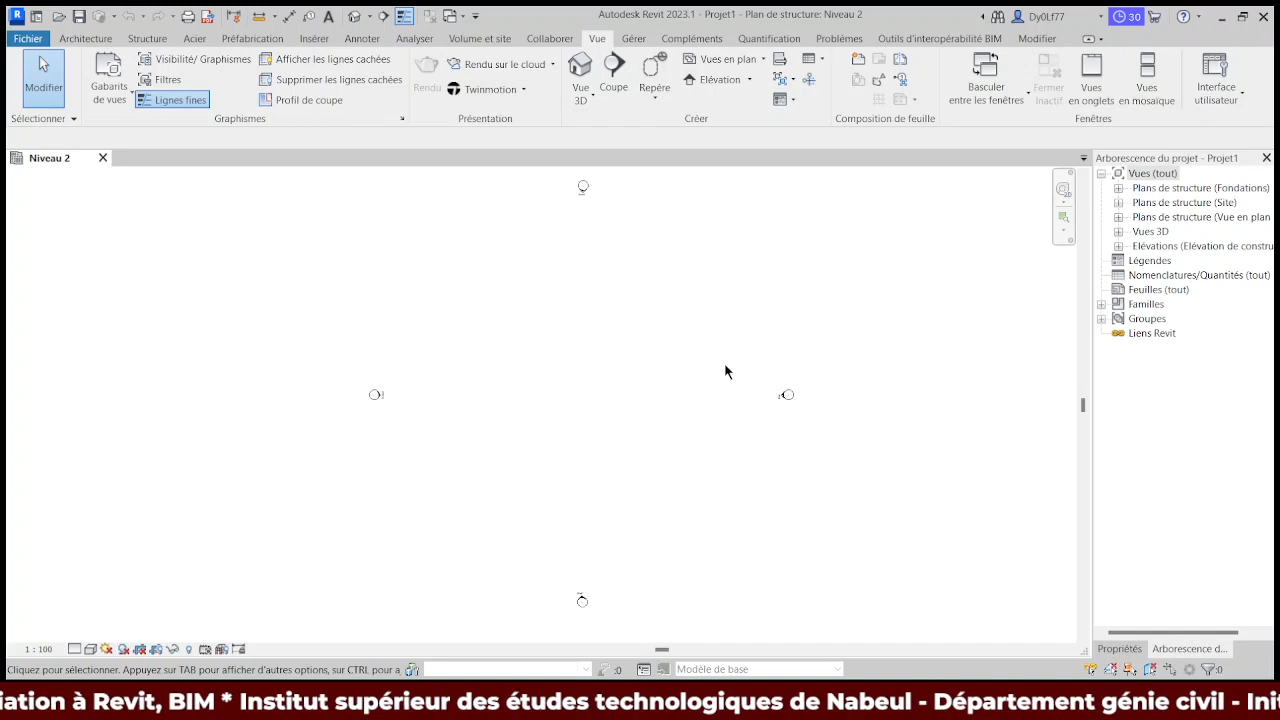 Autodesk Revit 2023.1 - Projet1 - Plan de structure: Niveau 2
Dy0Lf77
30
Fichier Architecture Structure Acier Préfabrication Insérer Annoter Analyser Volume et site Collaborer Vue Gérer Compléments Quantification Problèmes Outils d'interopérabilité BIM Modifier
Modifier
Gabarits de vues
Visibilité/ Graphismes
Filtres
Lignes fines
Afficher les lignes cachées
Supprimer les lignes cachées
Profil de coupe
Rendu
Rendu sur le cloud
Twinmotion
Vue 3D
Coupe
Repère
Vues en plan
Elévation
Basculer entre les fenêtres
Fermer Inactif
Vues en onglets
Vues en mosaïque
Interface utilisateur
Sélectionner Graphismes Présentation Créer Composition de feuille Fenêtres
Niveau 2
Arborescence du projet - Projet1
Vues (tout)
Plans de structure (Fondations)
Plans de structure (Site)
Plans de structure (Vue en plan
Vues 3D
Elévations (Elévation de constru
Légendes
Nomenclatures/Quantités (tout)
Feuilles (tout)
Familles
Groupes
Liens Revit
2D
1 : 100
Propriétés Arborescence d...
Cliquez pour sélectionner. Appuyez sur TAB pour afficher d'autres options, sur CTRL pour a
:0
Modèle de base
:0
iation à Revit, BIM * Institut supérieur des études technologiques de Nabeul - Département génie civil - Ini